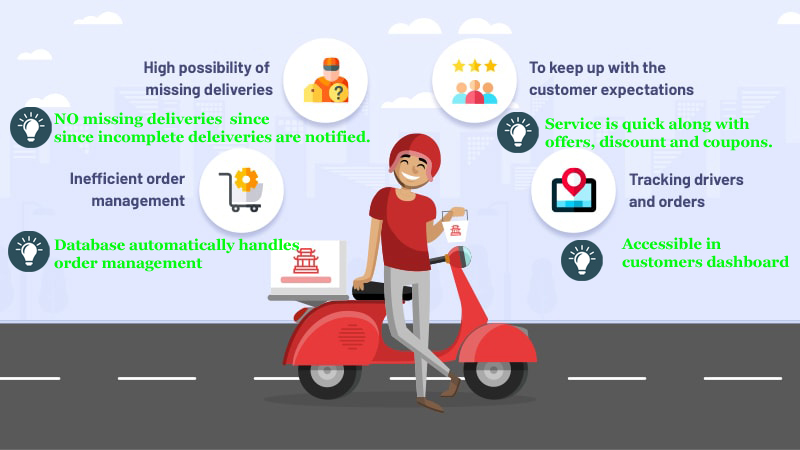 High possibility of
missing deliveries
NO missing deliveries  since
since incomplete deleiveries are notified.
Inefficient order
management
Database automatically handles
order management
To keep up with the
customer expectations
Service is quick along with
offers, discount and coupons.
Tracking drivers
and orders
Accessible in
customers dashboard
?